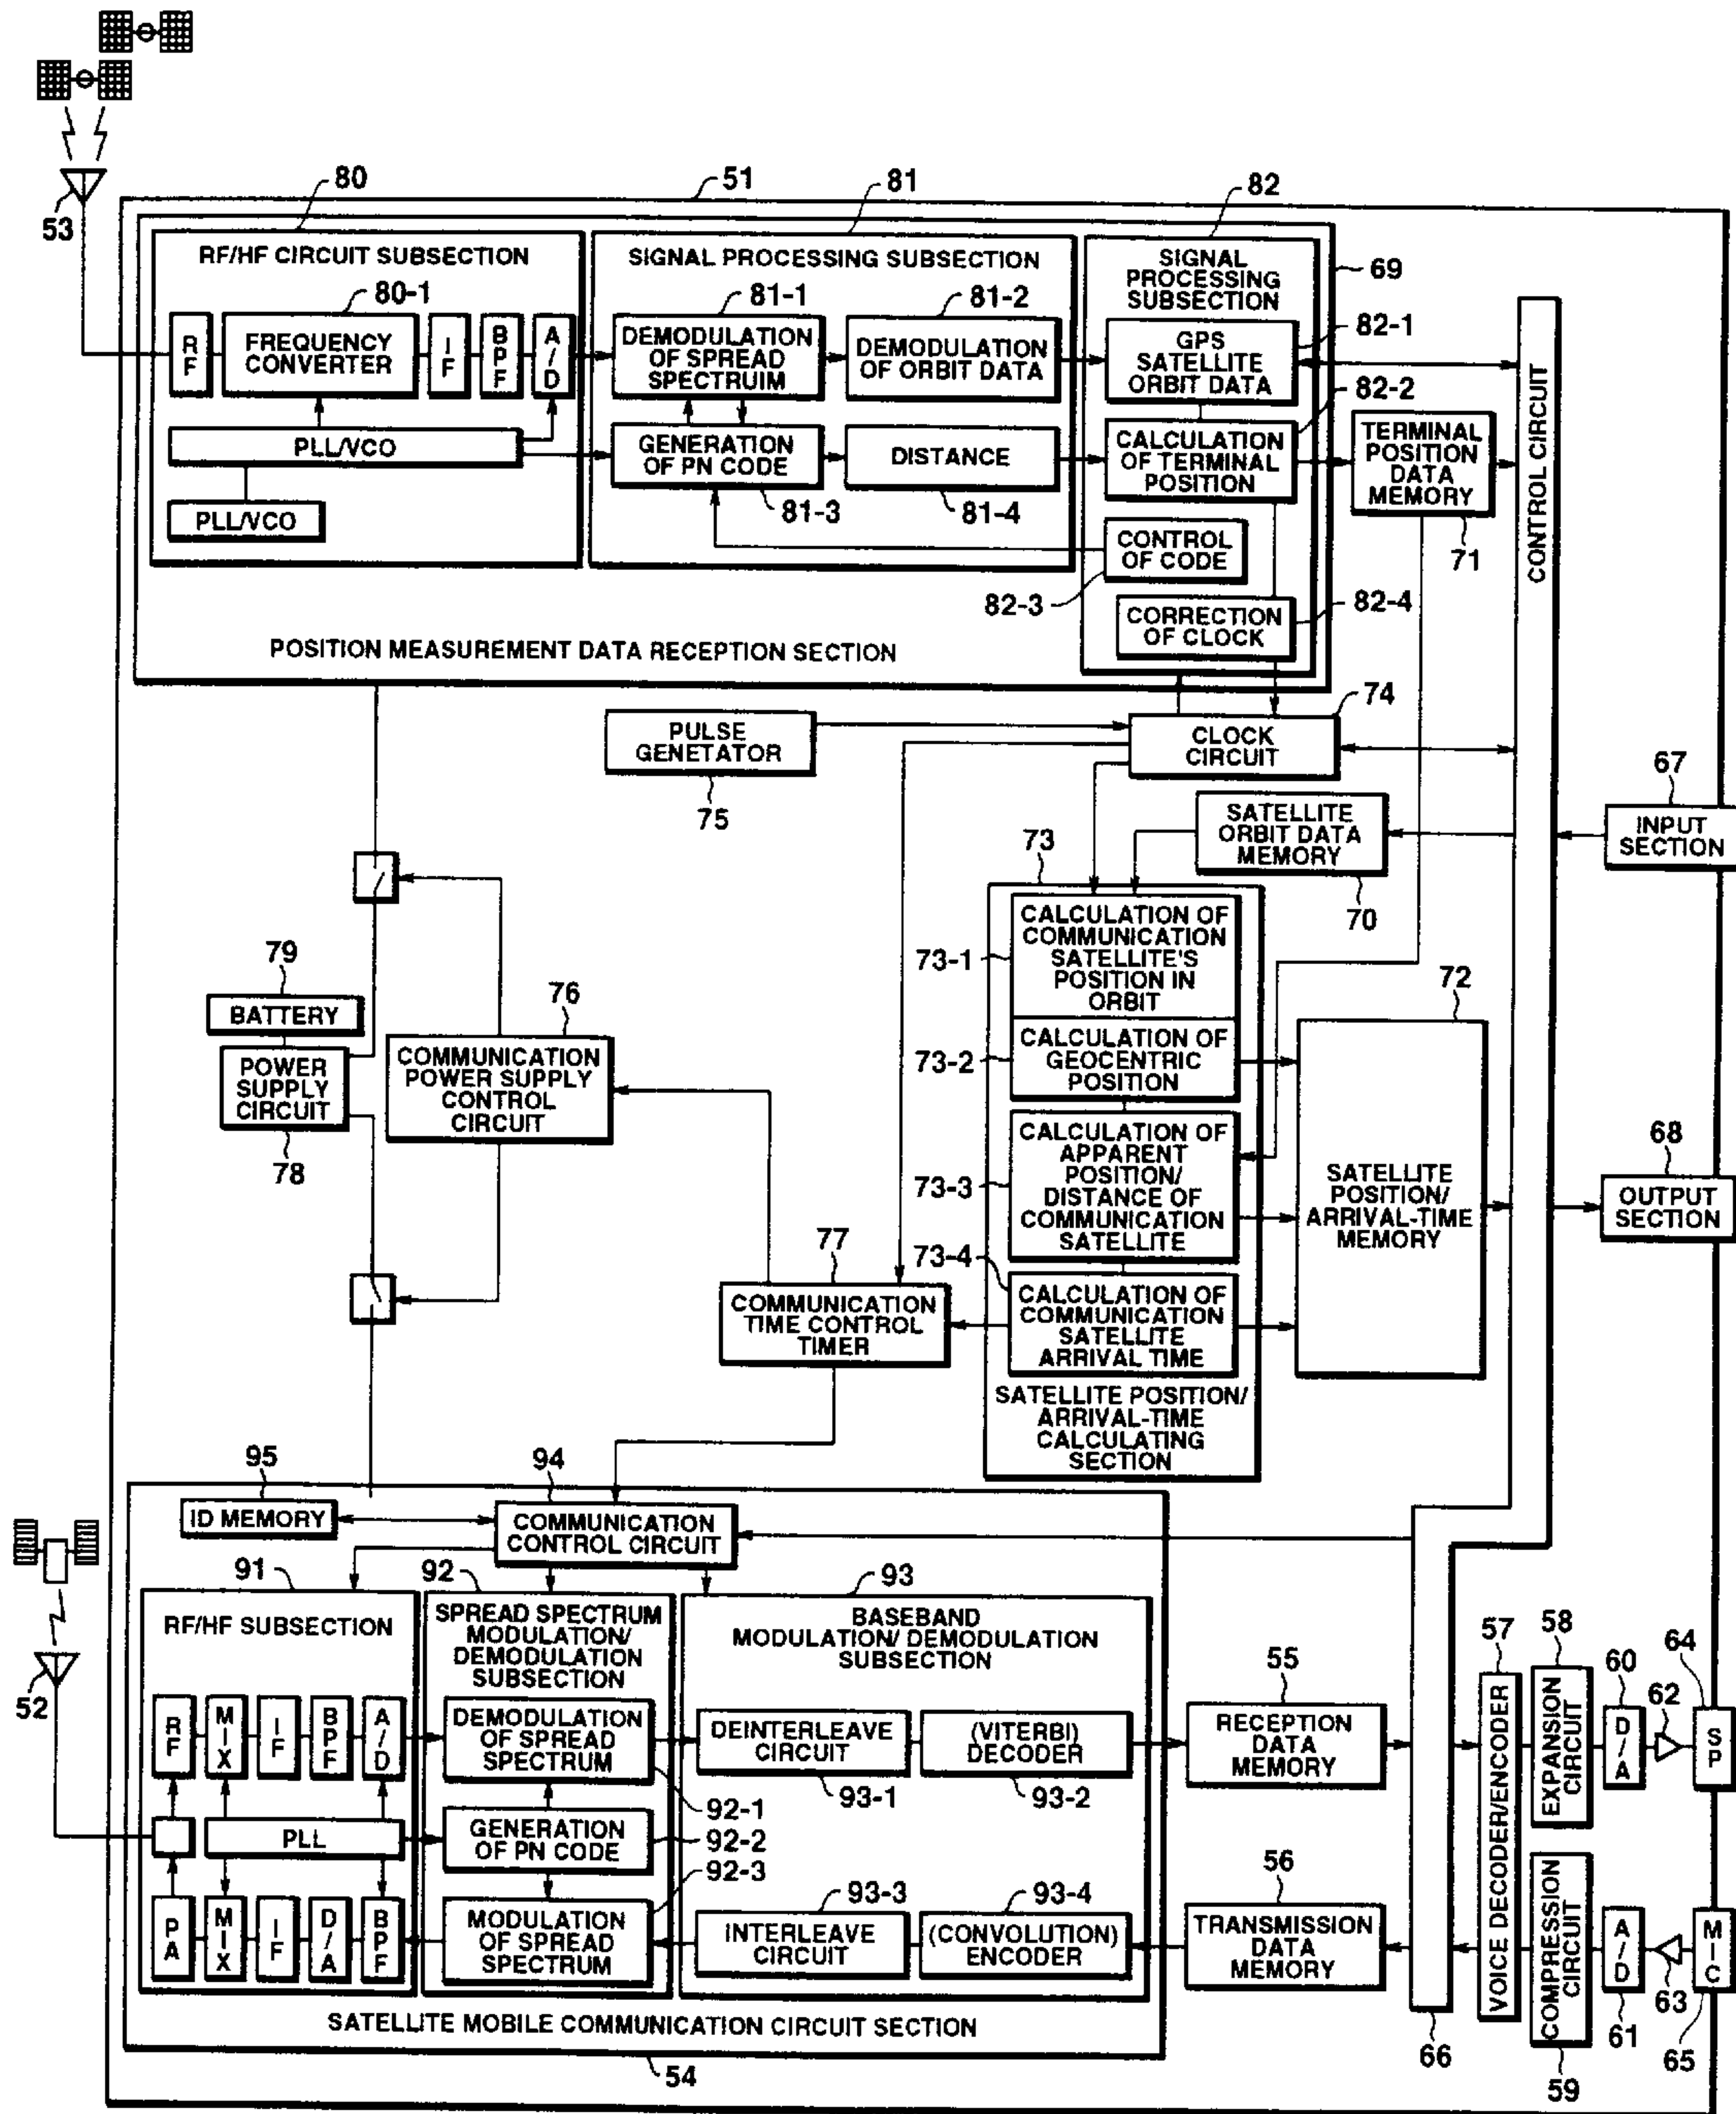 51
80
81
82
53
69
RF/HF CIRCUIT SUBSECTION
80-1
RF
FREQUENCY
CONVERTER
IF
BPF
A/D
PLL/VCO
PLL/VCO
SIGNAL PROCESSING SUBSECTION
81-1
81-2
DEMODULATION
OF SPREAD
SPECTRUIM
DEMODULATION
OF ORBIT DATA
GENERATION
OF PN CODE
DISTANCE
81-3
81-4
SIGNAL
PROCESSING
SUBSECTION
GPS
SATELLITE
ORBIT DATA
82-1
82-2
CALCULATION
OF TERMINAL
POSITION
CONTROL
OF CODE
82-3
82-4
CORRECTION
OF CLOCK
POSITION MEASUREMENT DATA RECEPTION SECTION
TERMINAL
POSITION
DATA
MEMORY
71
CONTROL CIRCUIT
PULSE
GENETATOR
75
74
CLOCK
CIRCUIT
67
INPUT
SECTION
SATELLITE
ORBIT DATA
MEMORY
70
73
CALCULATION OF
COMMUNICATION
SATELLITE'S
POSITION IN
ORBIT
73-1
CALCULATION OF
GEOCENTRIC
POSITION
73-2
CALCULATION OF
APPARENT
POSITION/
DISTANCE OF
COMMUNICATION
SATELLITE
73-3
73-4
CALCULATION OF
COMMUNICATION
SATELLITE
ARRIVAL TIME
SATELLITE POSITION/
ARRIVAL-TIME
CALCULATING
SECTION
72
SATELLITE
POSITION/
ARRIVAL-TIME
MEMORY
68
OUTPUT
SECTION
79
BATTERY
POWER
SUPPLY
CIRCUIT
78
76
COMMUNICATION
POWER SUPPLY
CONTROL
CIRCUIT
77
COMMUNICATION
TIME CONTROL
TIMER
95
ID MEMORY
94
COMMUNICATION
CONTROL CIRCUIT
52
91
RF/HF SUBSECTION
RF
MIX
IF
BPF
A/D
PLL
PA
MIX
IF
D/A
BPF
92
SPREAD SPECTRUM
MODULATION/
DEMODULATION
SUBSECTION
DEMODULATION
OF SPREAD
SPECTRUM
92-1
GENERATION
OF PN CODE
92-2
92-3
MODULATION
OF SPREAD
SPECTRUM
93
BASEBAND
MODULATION/ DEMODULATION
SUBSECTION
DEINTERLEAVE
CIRCUIT
(VITERBI)
DECODER
93-1
93-2
93-3
93-4
INTERLEAVE
CIRCUIT
(CONVOLUTION)
ENCODER
SATELLITE MOBILE COMMUNICATION CIRCUIT SECTION
54
55
RECEPTION
DATA
MEMORY
56
TRANSMISSION
DATA
MEMORY
66
57
VOICE DECODER/ENCODER
58
EXPANSION
CIRCUIT
60
D/A
62
64
SP
COMPRESSION
CIRCUIT
59
A/D
61
63
MIC
65